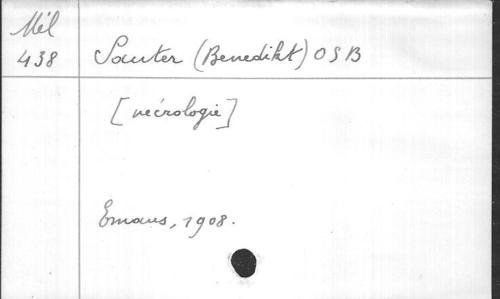 Mél
438
Sauter (Benedikt) OSB
[nécrologie]
Emaus, 1908.